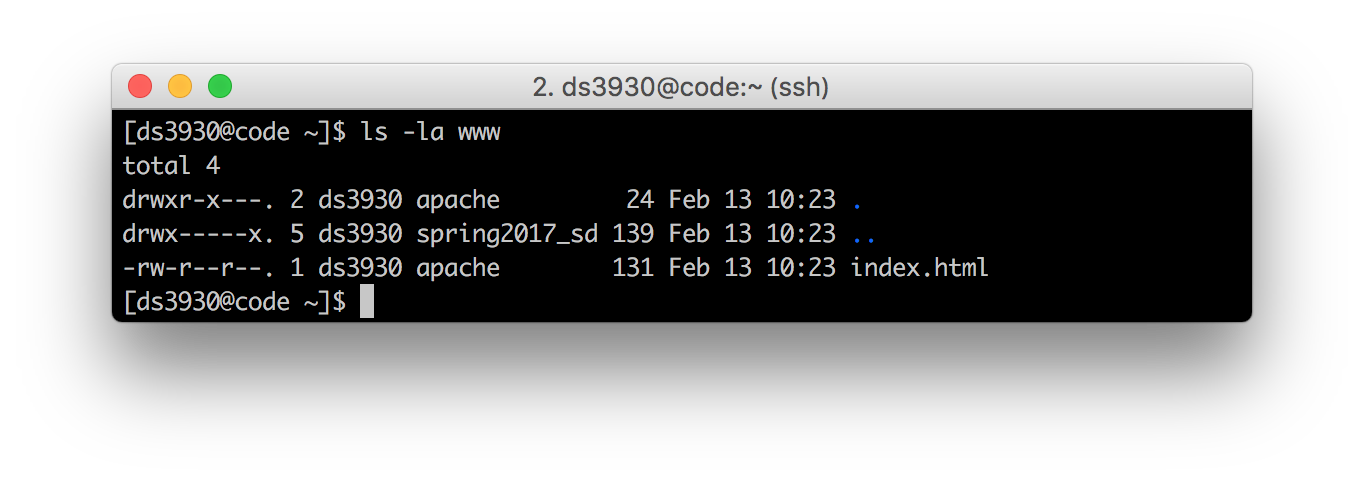 2. ds3930@code:~ (ssh)
[ds3930@code ~]$ ls -la www
total 4
drwxr-x---. 2 ds3930 apache         24 Feb 13 10:23 .
drwx-----x. 5 ds3930 spring2017_sd 139 Feb 13 10:23 ..
-rw-r--r--. 1 ds3930 apache        131 Feb 13 10:23 index.html
[ds3930@code ~]$